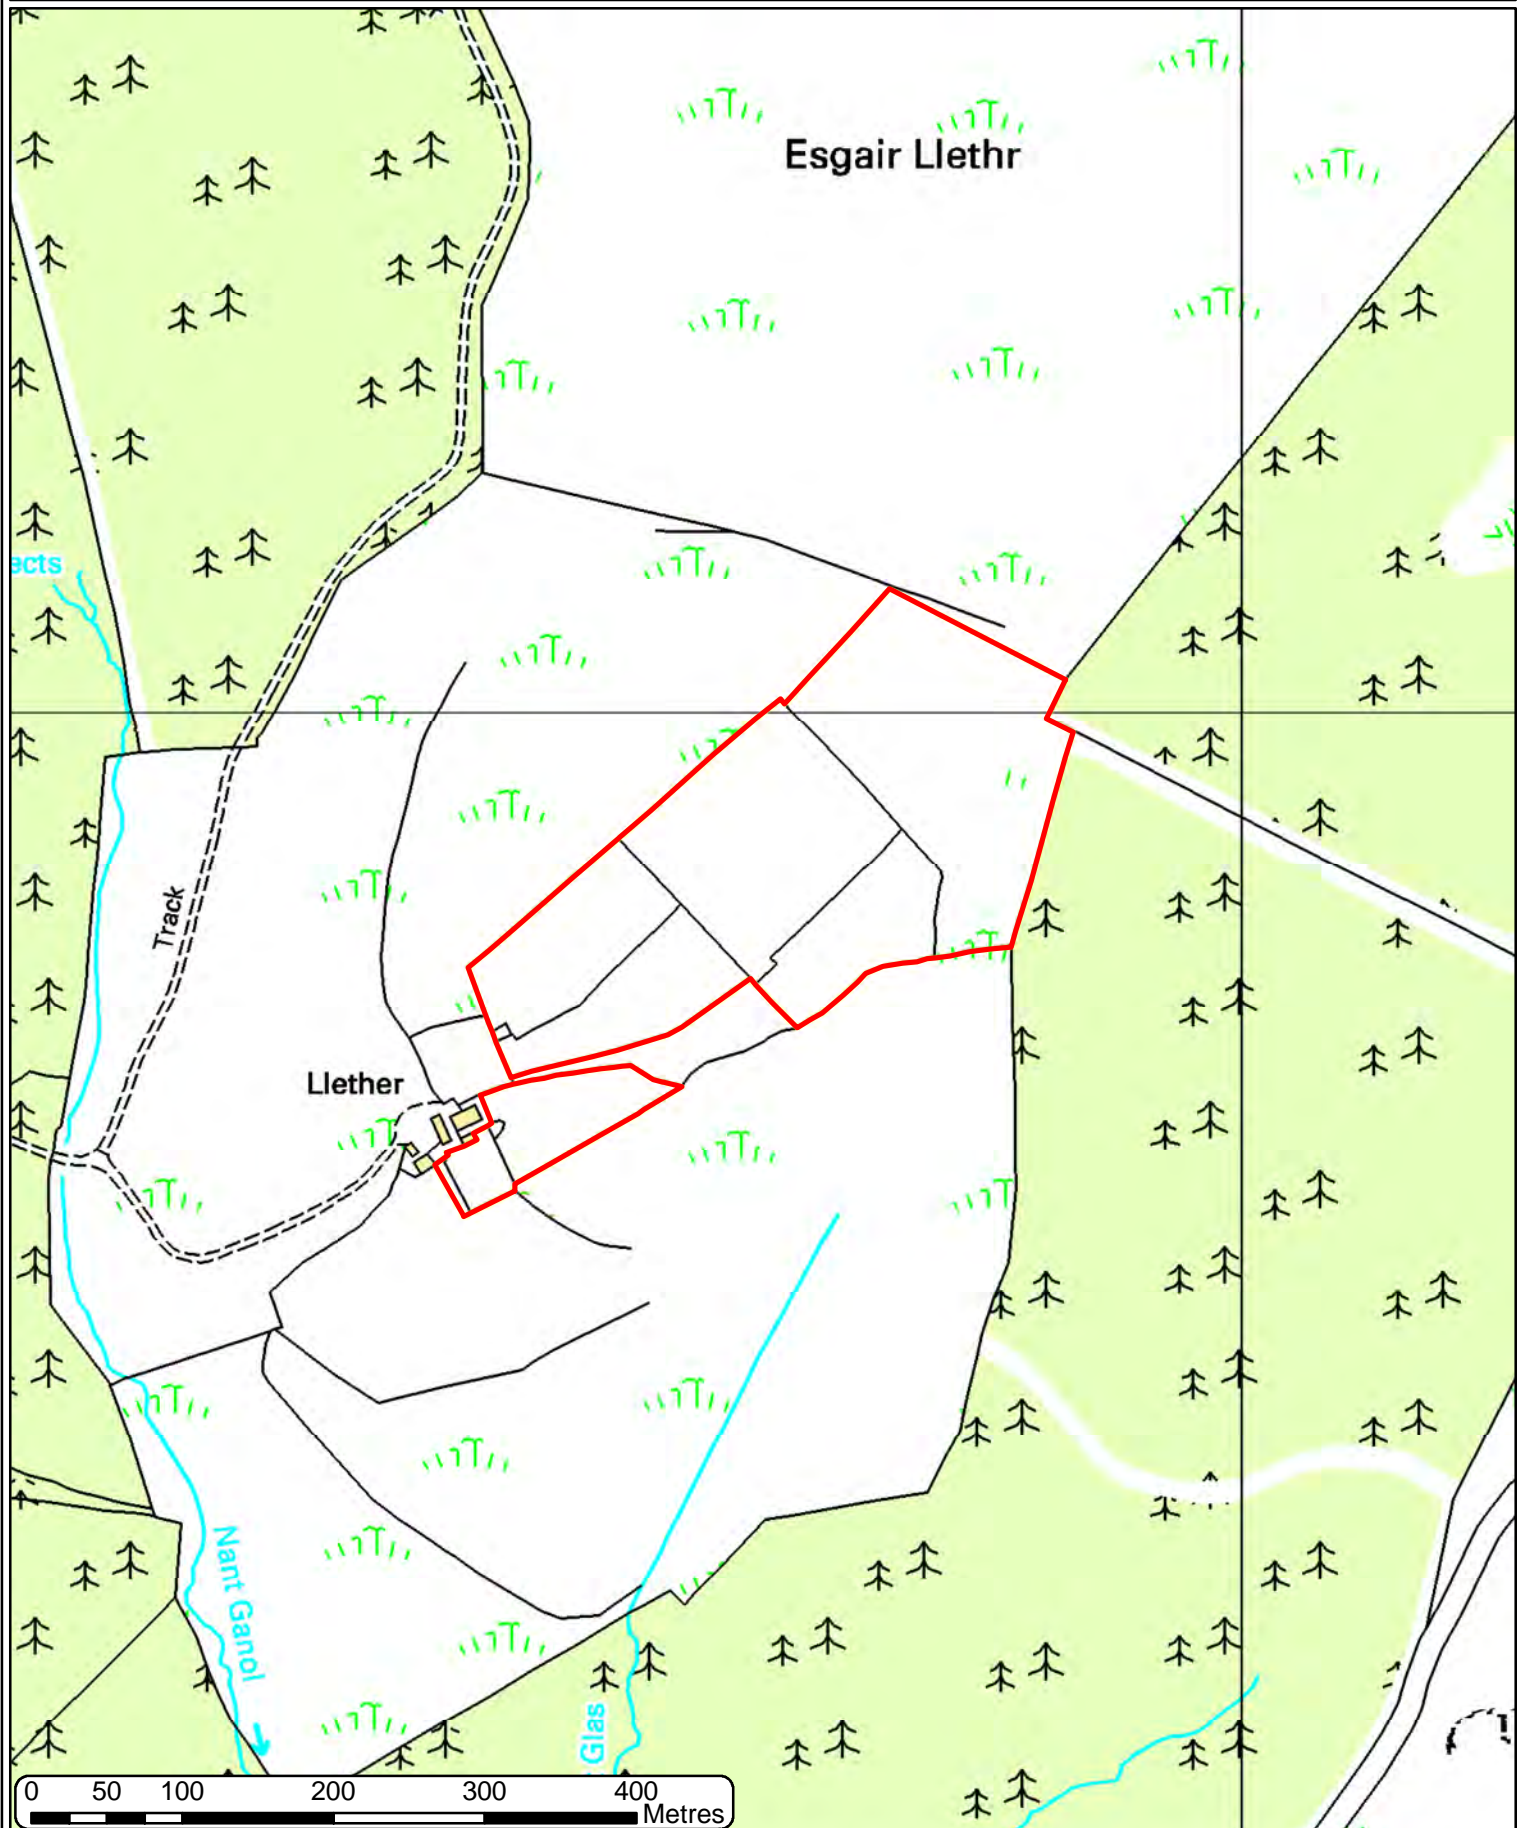 Esgair Llethr
ects
Track
Llether
Nant Ganol
Glas
0 50 100 200 300 400
Metres